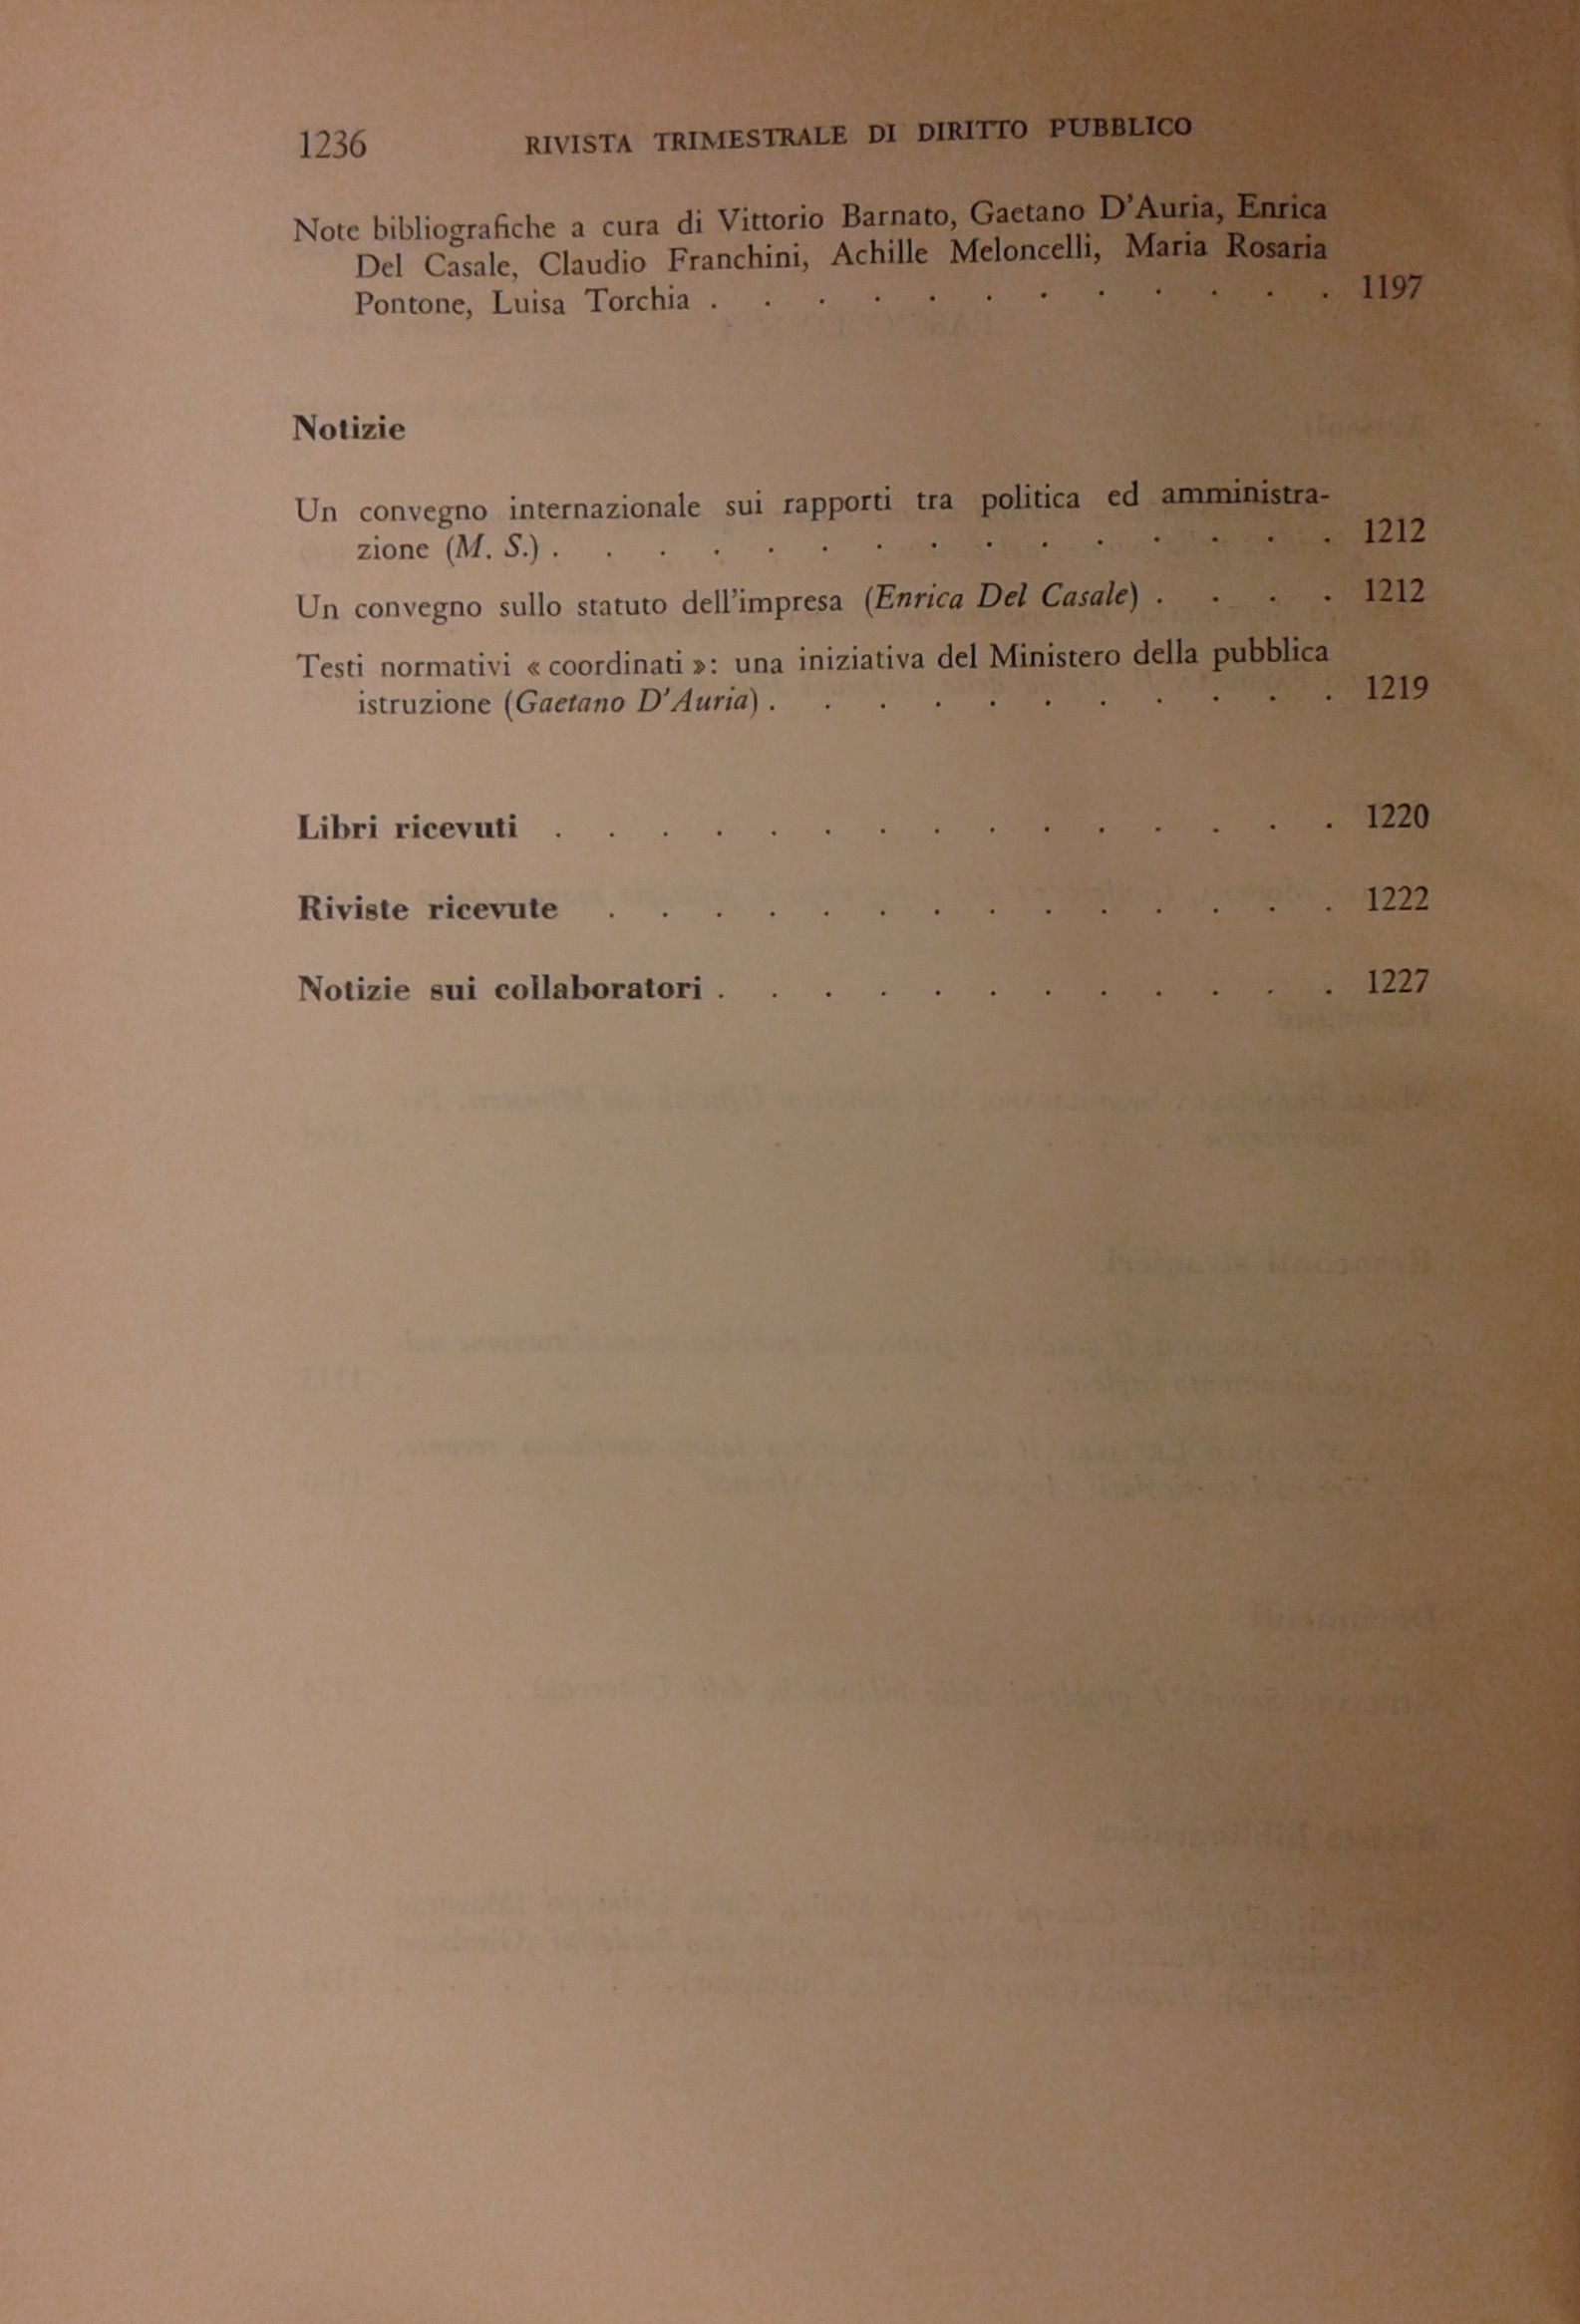 1236 RIVISTA TRIMESTRALE DI DIRITTO PUBBLICO
Note bibliografiche a cura di Vittorio Barnato, Gaetano D'Auria, Enrica
Del Casale, Claudio Franchini, Achille Meloncelli, Maria Rosaria
Pontone, Luisa Torchia . . . . . . . . . . . . 1197
Notizie
Un convegno internazionale sui rapporti tra politica ed amministra-
zione (M. S.) . . . . . . . . . . . . . . . 1212
Un convegno sullo statuto dell'impresa (Enrica Del Casale) . . . . 1212
Testi normativi « coordinati »: una iniziativa del Ministero della pubblica
istruzione (Gaetano D'Auria) . . . . . . . . . . . 1219
Libri ricevuti . . . . . . . . . . . . . . . 1220
Riviste ricevute . . . . . . . . . . . . . . 1222
Notizie sui collaboratori . . . . . . . . . . . . 1227